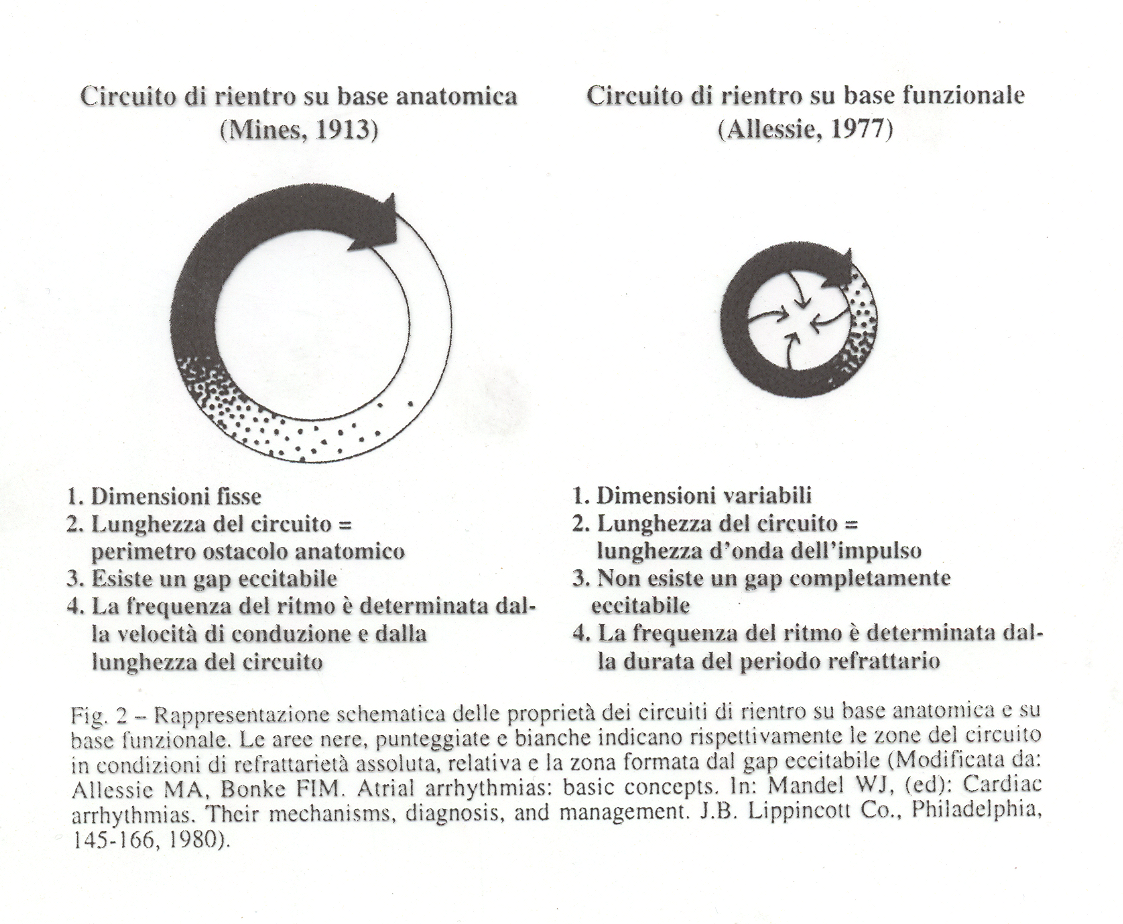 Circuito di rientro su base anatomica
(Mines, 1913)
1. Dimensioni fisse
2. Lunghezza del circuito =
perimetro ostacolo anatomico
3. Esiste un gap eccitabile
4. La frequenza del ritmo è determinata dal-
la velocità di conduzione e dalla
lunghezza del circuito
Circuito di rientro su base funzionale
(Allessie, 1977)
1. Dimensioni variabili
2. Lunghezza del circuito =
lunghezza d'onda dell'impulso
3. Non esiste un gap completamente
eccitabile
4. La frequenza del ritmo è determinata dal-
la durata del periodo refrattario
Fig. 2 – Rappresentazione schematica delle proprietà dei circuiti di rientro su base anatomica e su
base funzionale. Le aree nere, punteggiate e bianche indicano rispettivamente le zone del circuito
in condizioni di refrattarietà assoluta, relativa e la zona formata dal gap eccitabile (Modificata da:
Allessie MA, Bonke FIM. Atrial arrhythmias: basic concepts. In: Mandel WJ, (ed): Cardiac
arrhythmias. Their mechanisms, diagnosis, and management. J.B. Lippincott Co., Philadelphia,
145-166, 1980).